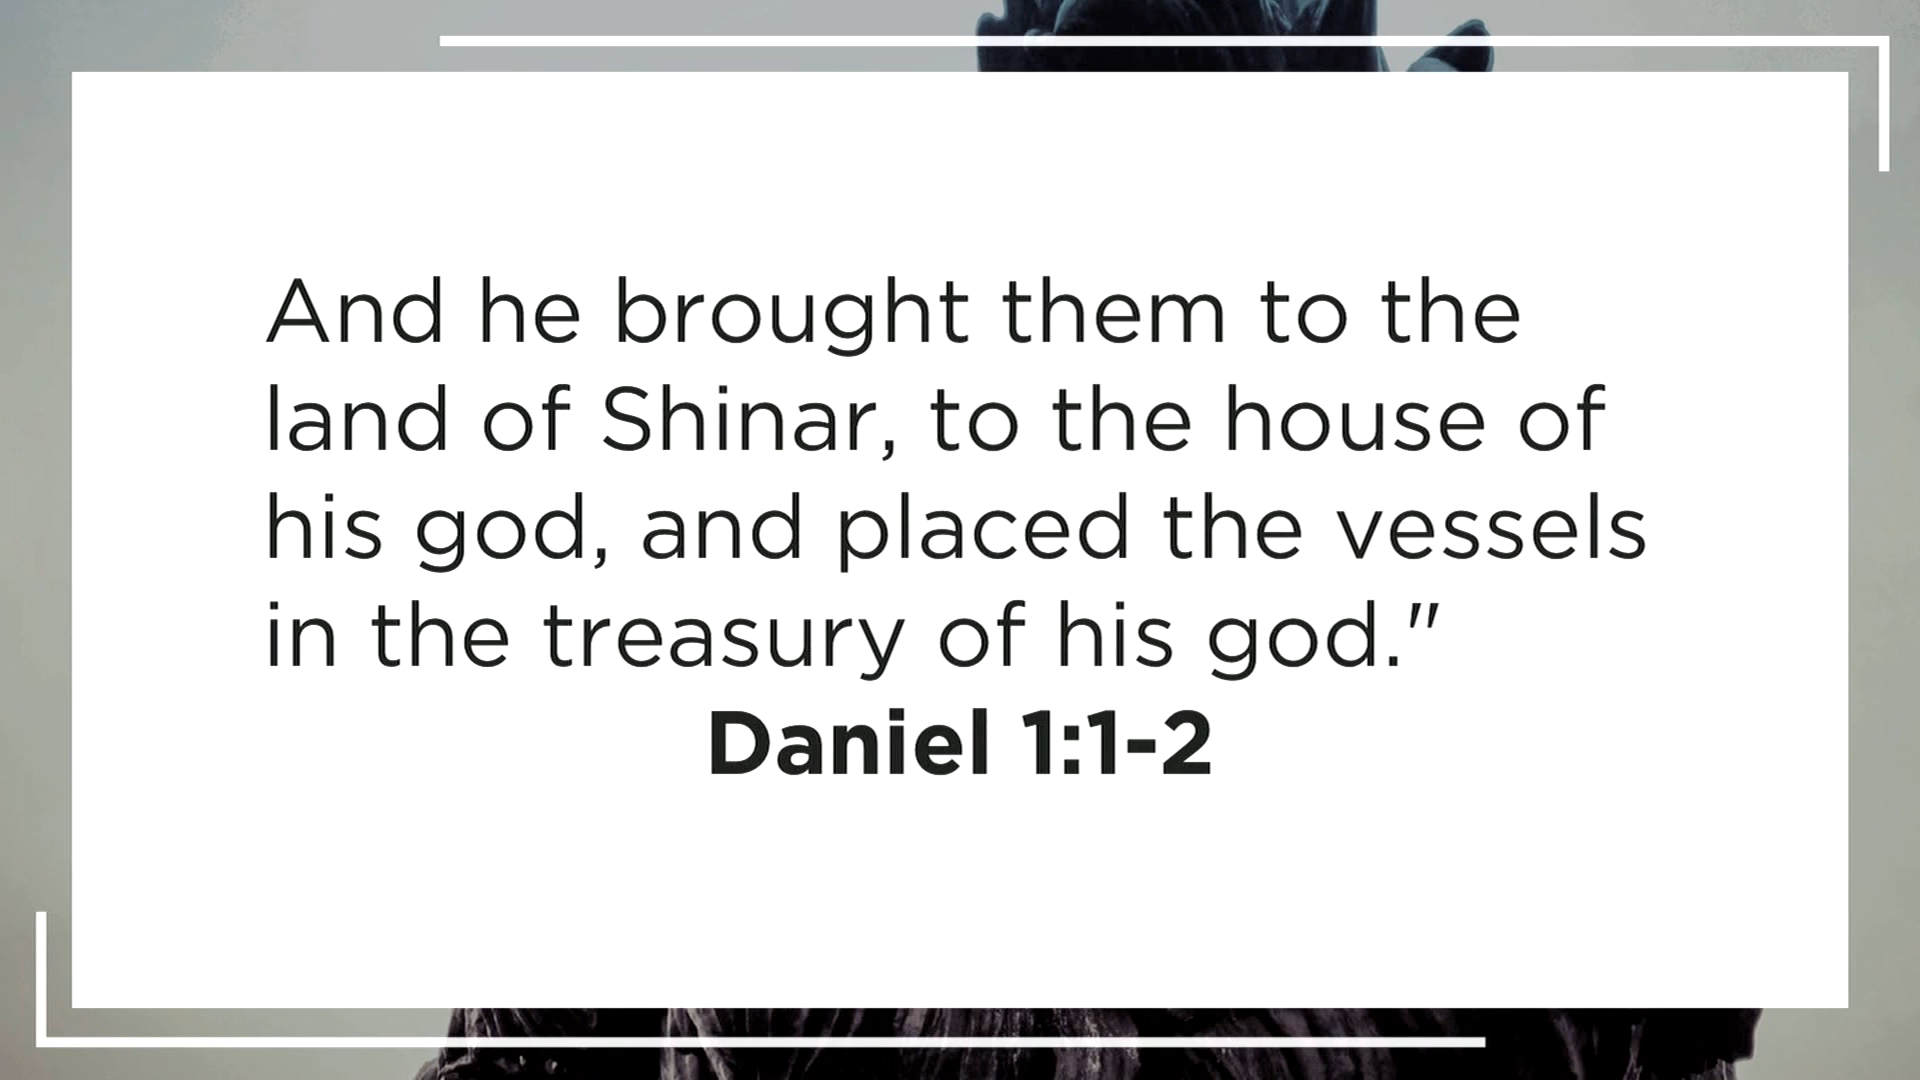 And he brought them to the
land of Shinar, to the house of
his god, and placed the vessels
in the treasury of his god."
Daniel 1:1-2